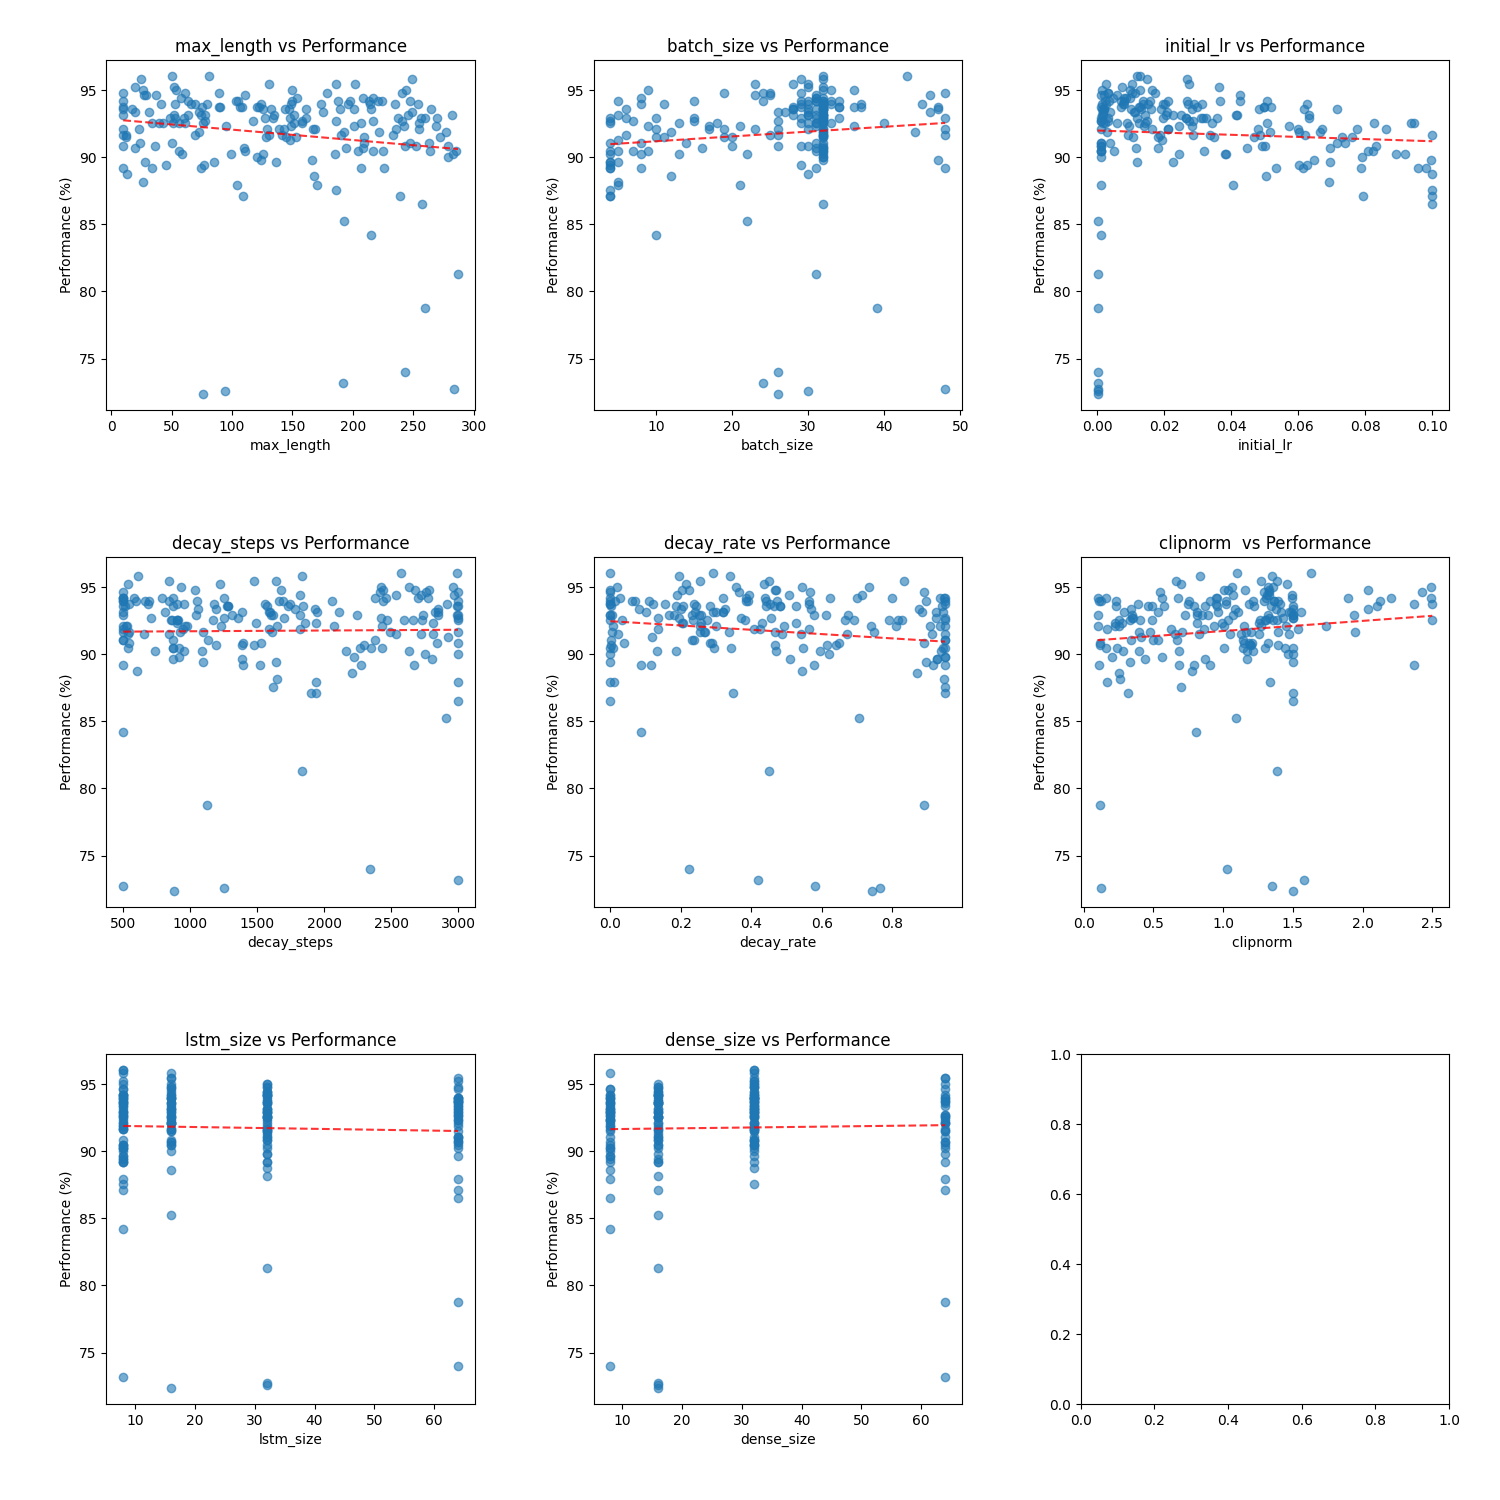 max_length vs Performance
batch_size vs Performance
initial_lr vs Performance
Performance (%)
95
90
85
80
75
0 50 100 150 200 250 300
max_length
Performance (%)
95
90
85
80
75
10 20 30 40 50
batch_size
Performance (%)
95
90
85
80
75
0.00 0.02 0.04 0.06 0.08 0.10
initial_lr
decay_steps vs Performance
decay_rate vs Performance
clipnorm  vs Performance
Performance (%)
95
90
85
80
75
500 1000 1500 2000 2500 3000
decay_steps
Performance (%)
95
90
85
80
75
0.0 0.2 0.4 0.6 0.8
decay_rate
Performance (%)
95
90
85
80
75
0.0 0.5 1.0 1.5 2.0 2.5
clipnorm
lstm_size vs Performance
dense_size vs Performance
Performance (%)
95
90
85
80
75
10 20 30 40 50 60
lstm_size
Performance (%)
95
90
85
80
75
10 20 30 40 50 60
dense_size
1.0
0.8
0.6
0.4
0.2
0.0
0.0 0.2 0.4 0.6 0.8 1.0